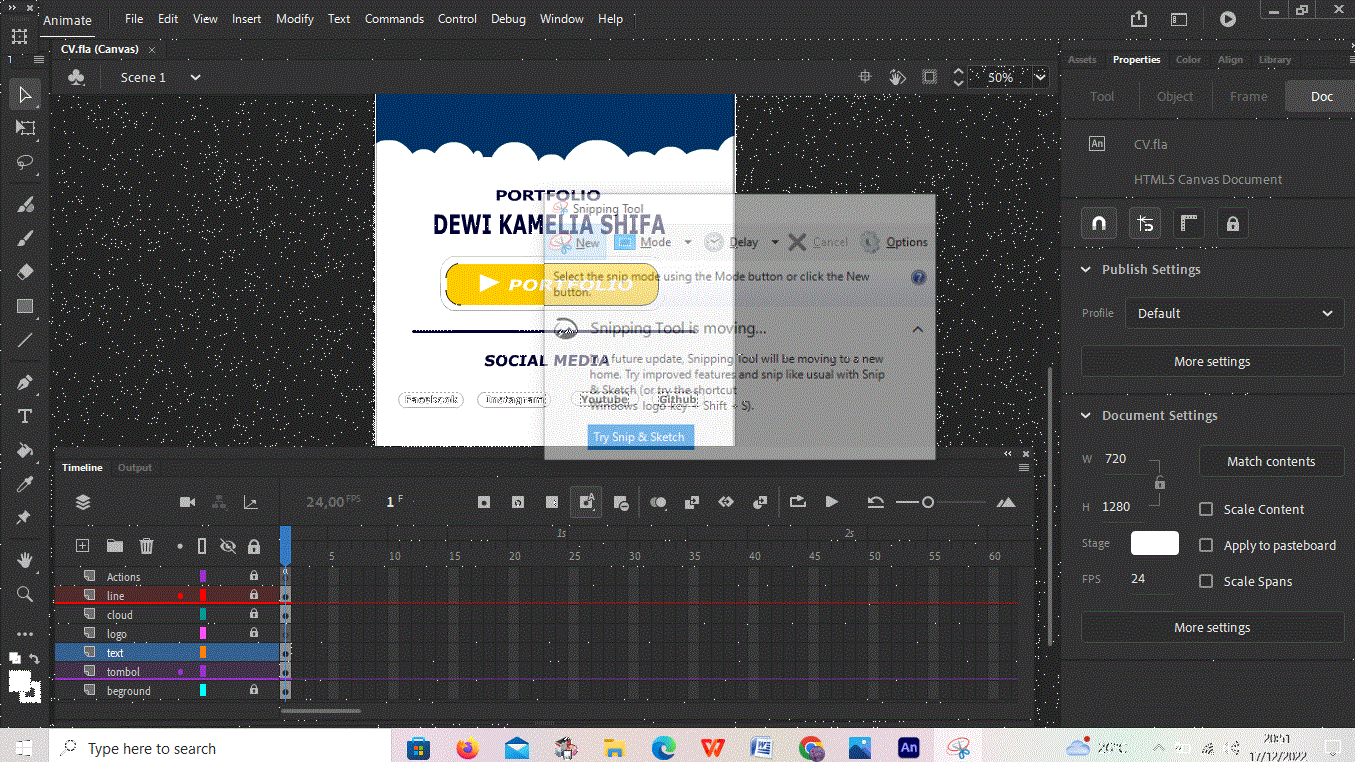 Animate File Edit View Insert Modify Text Commands Control Debug Window Help
CV.fla (Canvas)
Scene 1 50%
Assets Properties Color Align Library
Tool Object Frame Doc
CV.fla
HTML5 Canvas Document
Publish Settings
Profile Default
More settings
Document Settings
W 720 Match contents
H 1280 Scale Content
Stage Apply to pasteboard
FPS 24 Scale Spans
More settings
PORTFOLIO
DEWI KAMELIA SHIFA
PORTFOLIO
SOCIAL MEDIA
Facebook Instagram Youtube Github
Snipping Tool
New Mode Delay Cancel Options
Select the snip mode using the Mode button or click the New
button.
Snipping Tool is moving...
In a future update, Snipping Tool will be moving to a new
home. Try improved features and snip like usual with Snip
& Sketch (or try the shortcut
Windows logo key + Shift + S).
Try Snip & Sketch
Timeline Output
24,00 FPS 1 F
1s 2s
5 10 15 20 25 30 35 40 45 50 55 60
Actions
line
cloud
logo
text
tombol
beground
Type here to search
An
20:51
17/12/2022